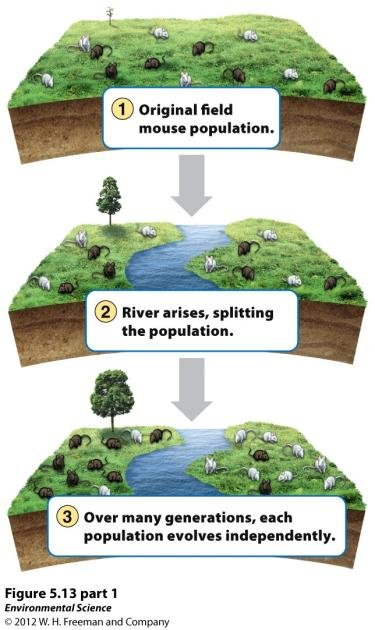 1 Original field
mouse population.
2 River arises, splitting
the population.
3 Over many generations, each
population evolves independently.
Figure 5.13 part 1
Environmental Science
© 2012 W. H. Freeman and Company